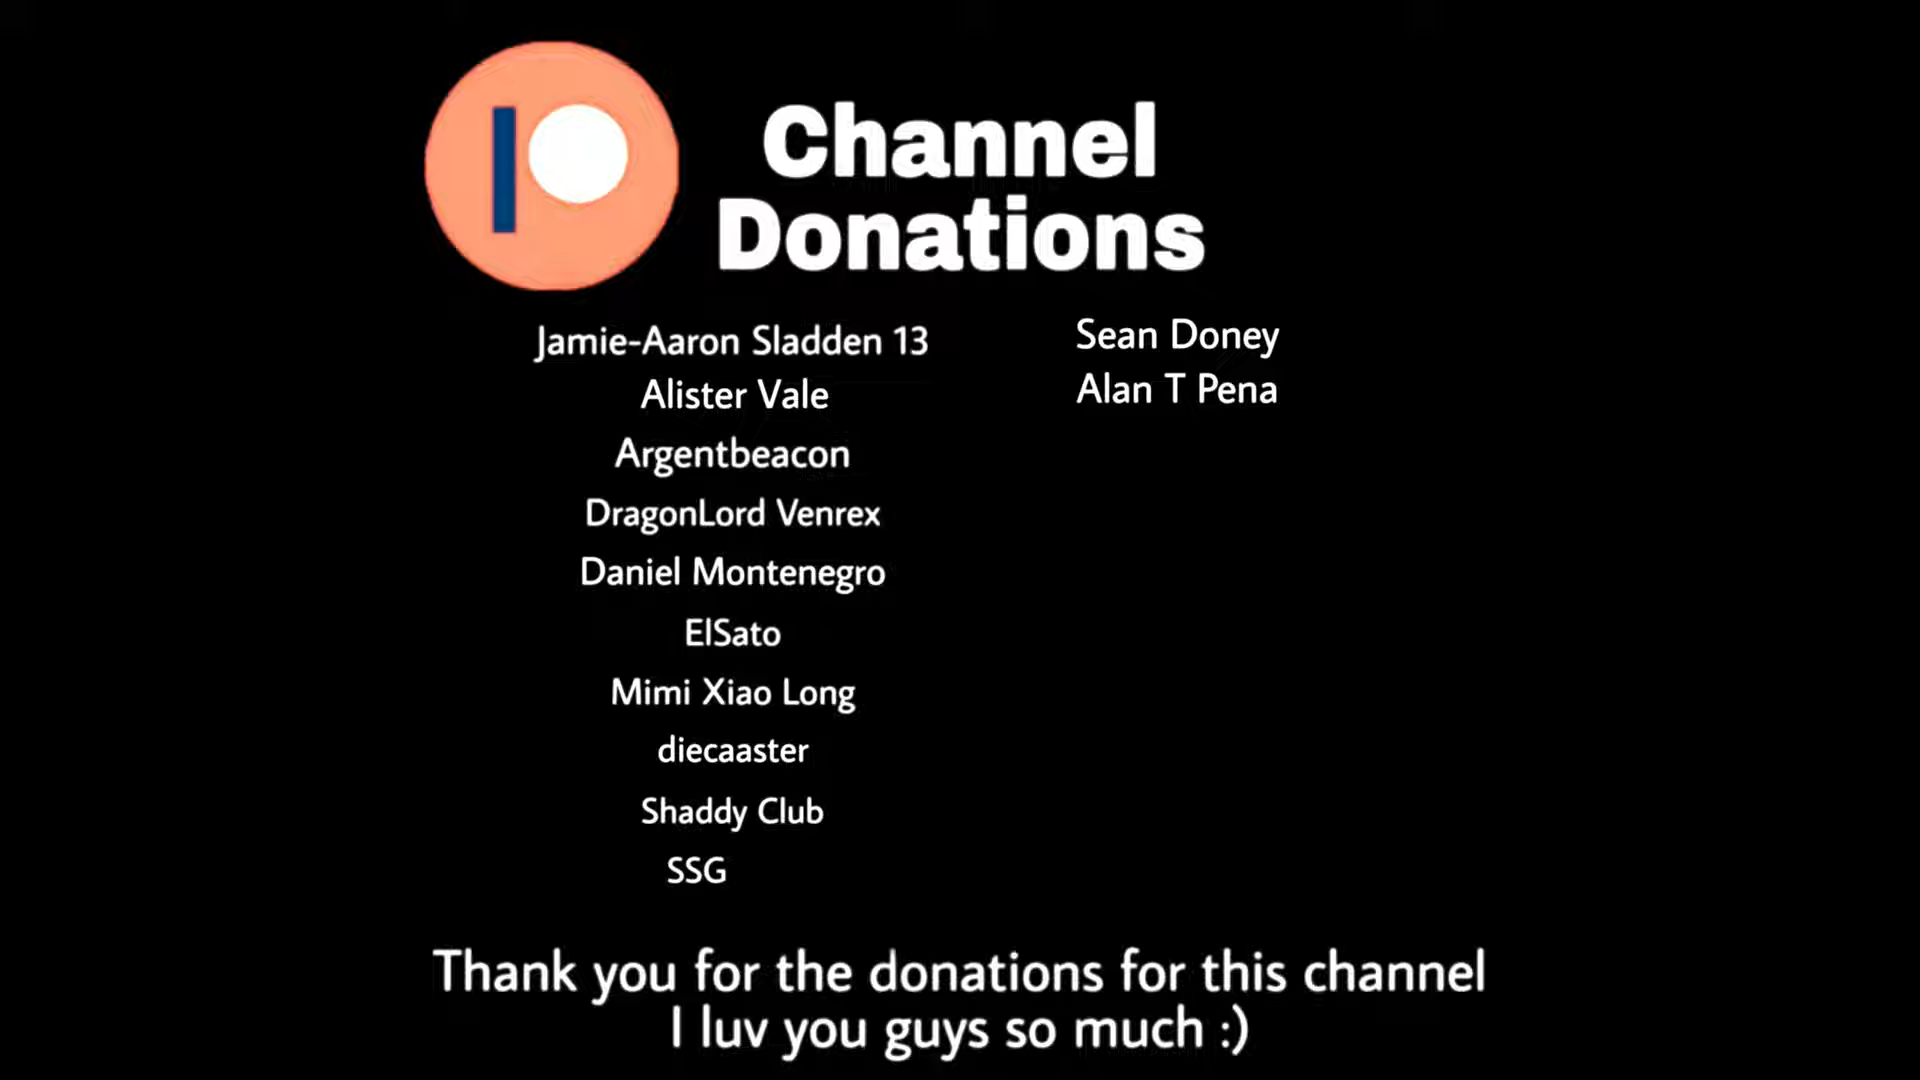 Channel
Donations
Jamie-Aaron Sladden 13
Alister Vale
Argentbeacon
DragonLord Venrex
Daniel Montenegro
ElSato
Mimi Xiao Long
diecaaster
Shaddy Club
SSG
Sean Doney
Alan T Pena
Thank you for the donations for this channel
I luv you guys so much :)